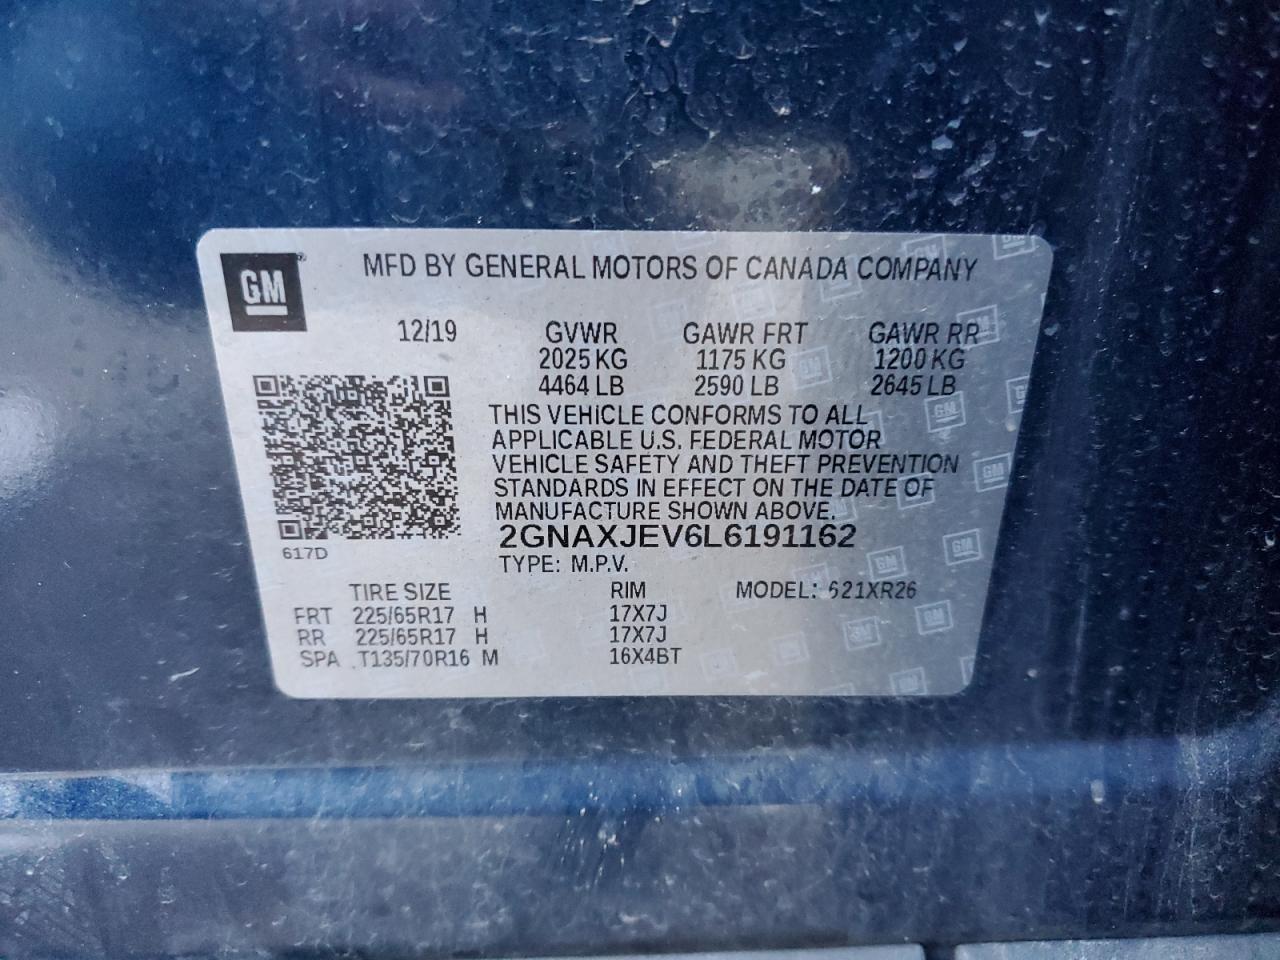 GM
MFD BY GENERAL MOTORS OF CANADA COMPANY
12/19 GVWR GAWR FRT GAWR RR
2025 KG 1175 KG 1200 KG
4464 LB 2590 LB 2645 LB
THIS VEHICLE CONFORMS TO ALL
APPLICABLE U.S. FEDERAL MOTOR
VEHICLE SAFETY AND THEFT PREVENTION
STANDARDS IN EFFECT ON THE DATE OF
MANUFACTURE SHOWN ABOVE.
2GNAXJEV6L6191162
617D
TYPE: M.P.V.
TIRE SIZE RIM MODEL: 621XR26
FRT 225/65R17 H 17X7J
RR 225/65R17 H 17X7J
SPA T135/70R16 M 16X4BT